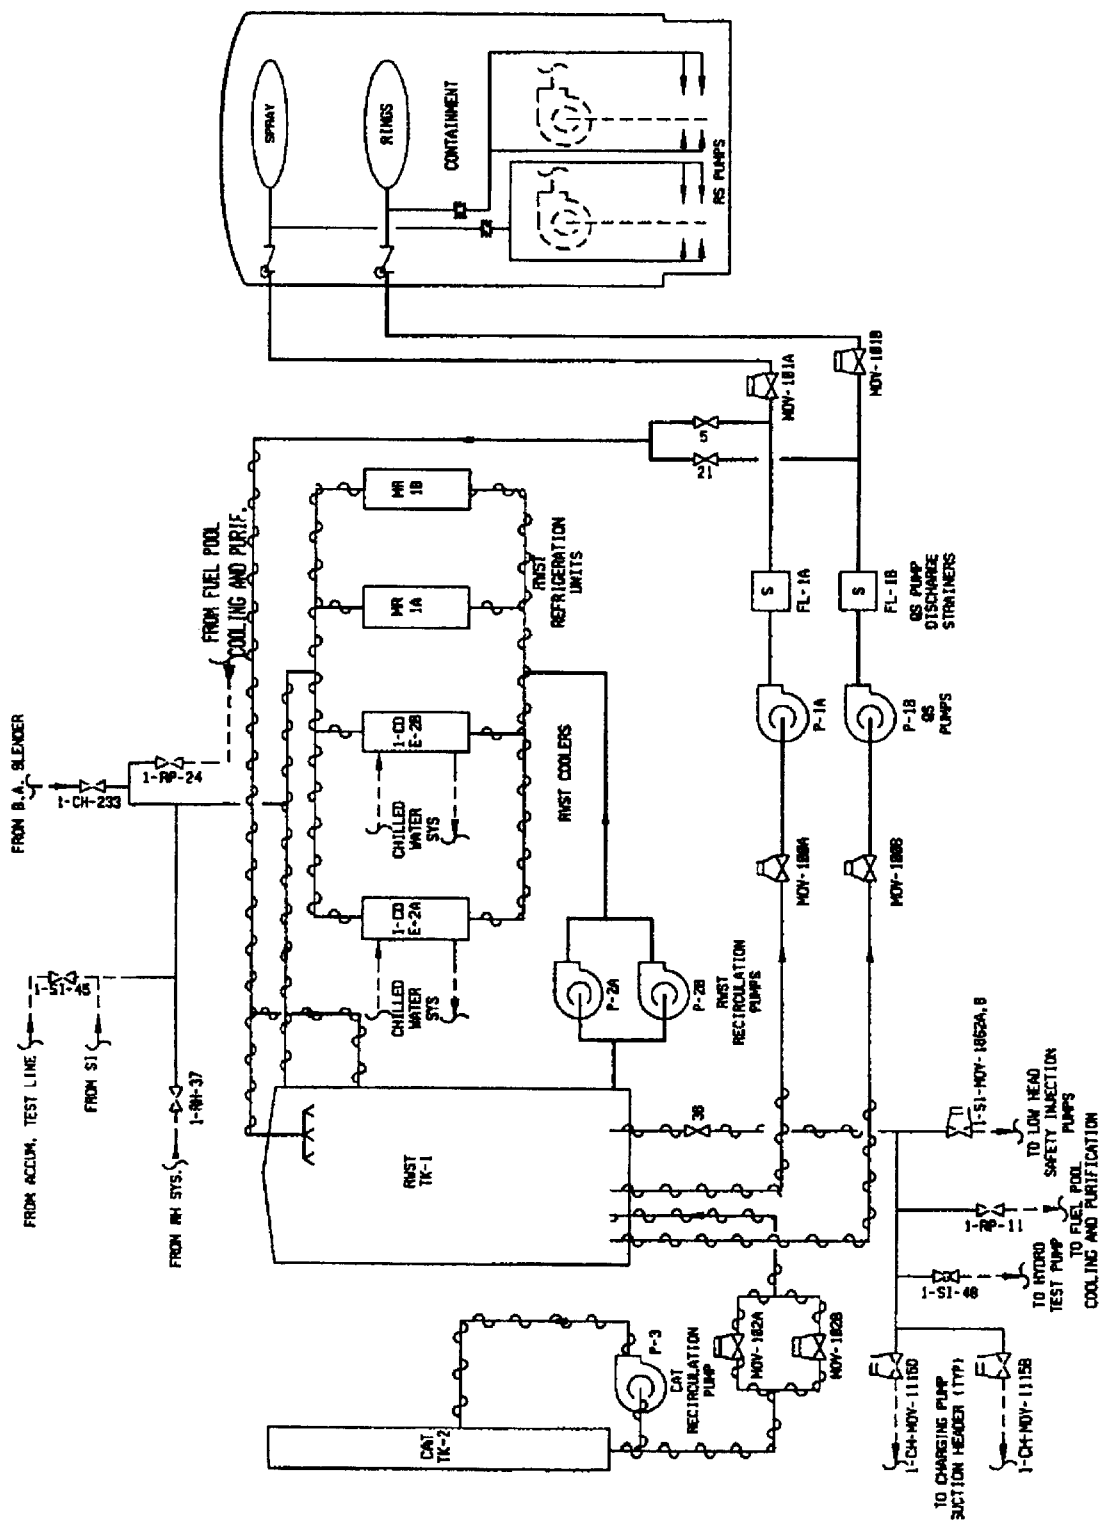 SPRAY
RINGS
CONTAINMENT
RS PUMPS
MOV-101A
MOV-101B
5
21
MR
1B
MR
1A
RWST
REFRIGERATION
UNITS
FROM FUEL POOL
COOLING AND PURIF.
S
FL-1A
S
FL-1B
QS PUMP
DISCHARGE
STRAINERS
P-1A
P-1B
QS
PUMPS
FROM B.A. BLENDER
1-CH-233
1-RP-24
1-CD
E-2B
CHILLED
WATER
SYS
RWST COOLERS
1-CD
E-2A
CHILLED
WATER
SYS
MOV-100A
MOV-100B
P-2A
P-2B
RWST
RECIRCULATION
PUMPS
FROM ACCUM. TEST LINE
1-SI-45
FROM SI
1-RH-37
FROM RH SYS.
RWST
TK-1
36
1-SI-MOV-1862A,B
TO LOW HEAD
SAFETY INJECTION
PUMPS
1-RP-11
TO FUEL POOL
COOLING AND PURIFICATION
1-SI-48
TO HYDRO
TEST PUMP
CAT
TK-2
P-3
CAT
RECIRCULATION
PUMP
MOV-102A
MOV-102B
1-CH-MOV-1115D
TO CHARGING PUMP
SUCTION HEADER (TYP)
1-CH-MOV-1115B